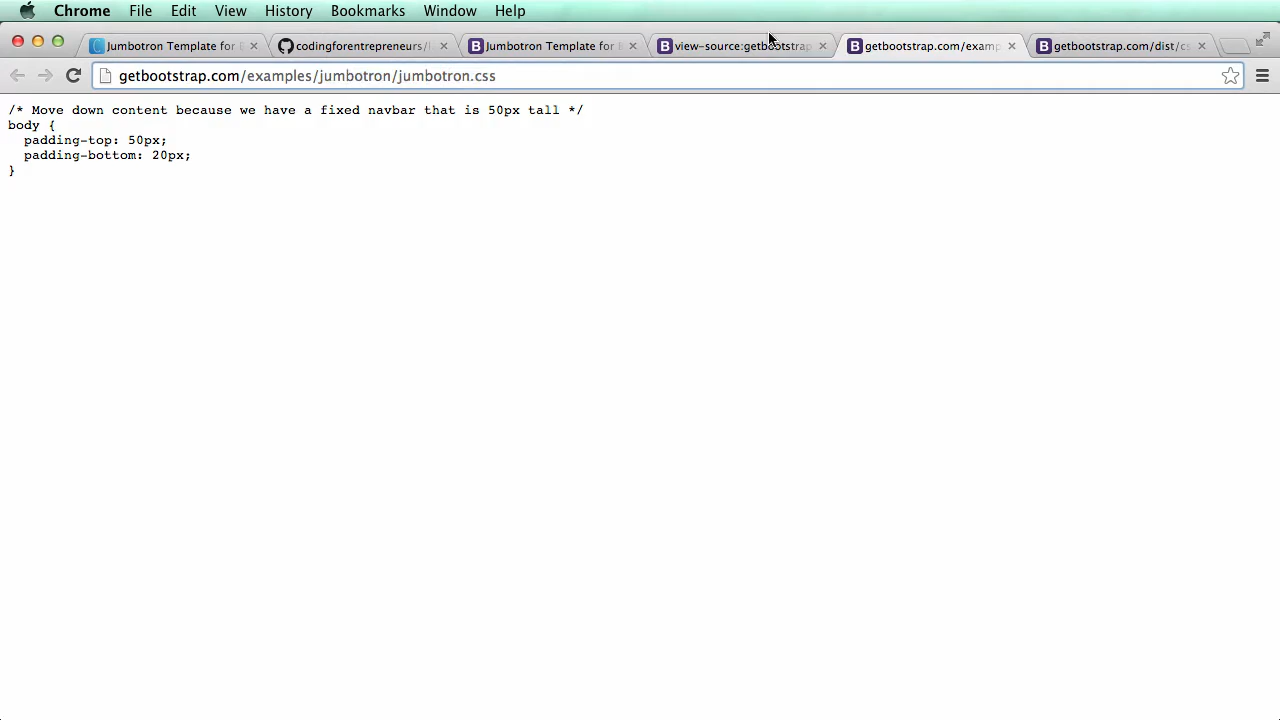 Chrome File Edit View History Bookmarks Window Help
Jumbotron Template for codingforentrepreneurs/ Jumbotron Template for view-source:getbootstrap getbootstrap.com/exam getbootstrap.com/dist/
getbootstrap.com/examples/jumbotron/jumbotron.css
/* Move down content because we have a fixed navbar that is 50px tall */
body {
  padding-top: 50px;
  padding-bottom: 20px;
}